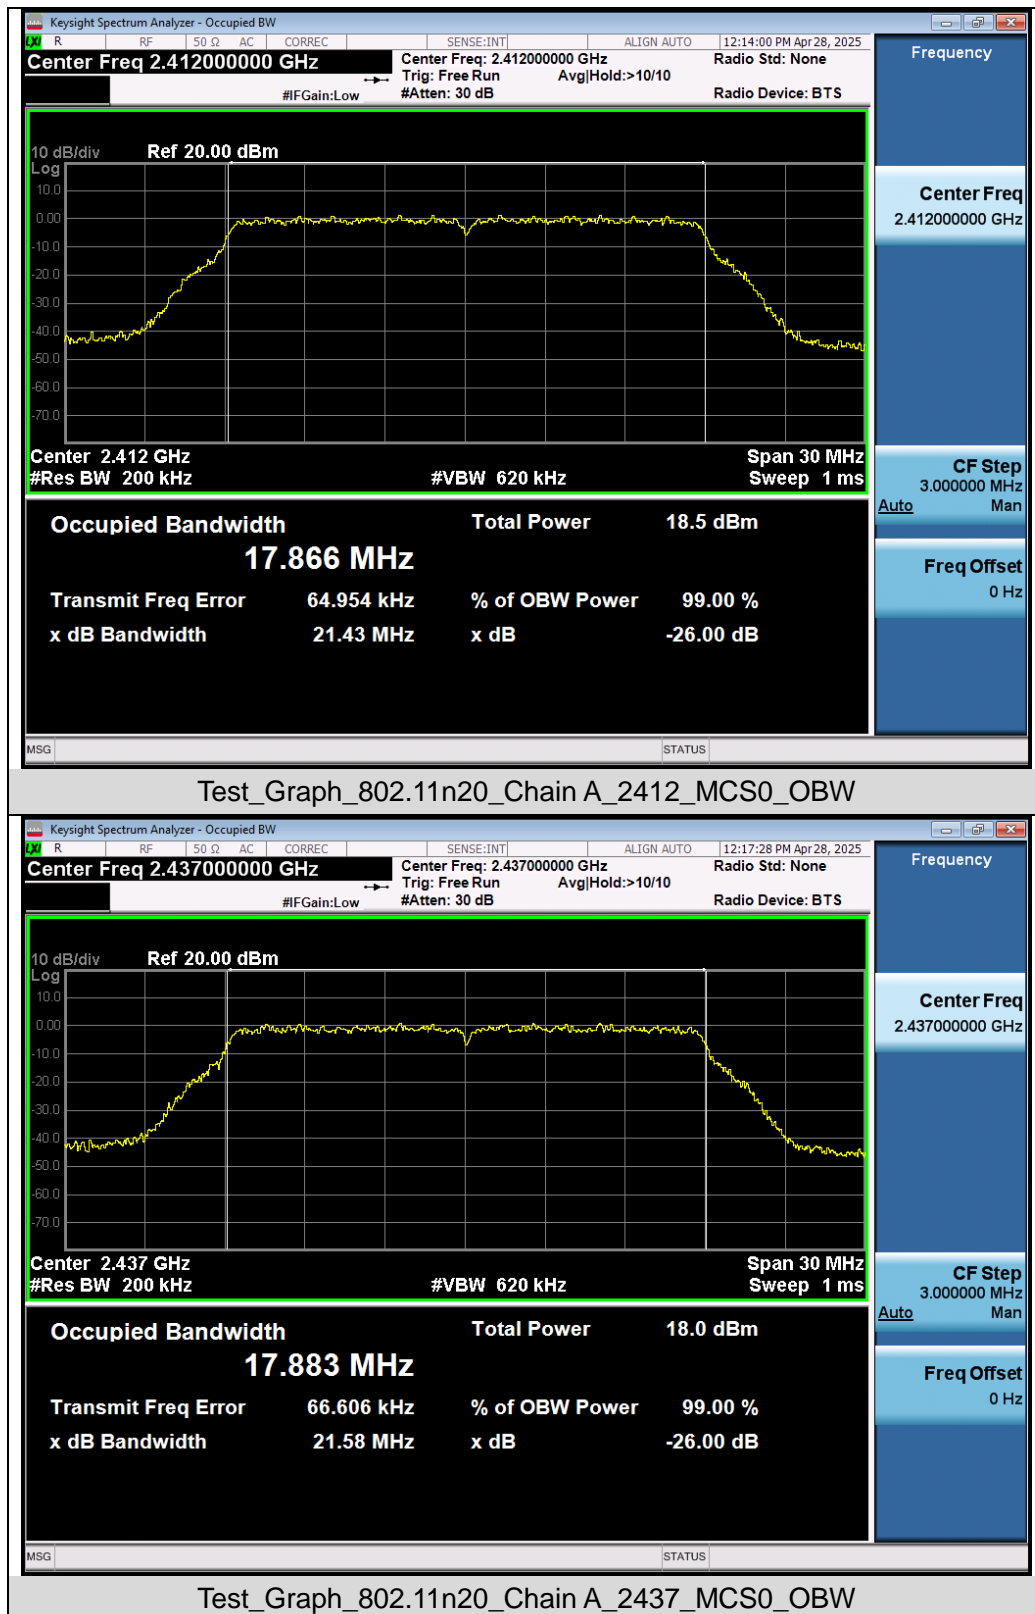 Keysight Spectrum Analyzer - Occupied BW
LXI R RF 50 Ω AC CORREC SENSE:INT ALIGN AUTO 12:14:00 PM Apr 28, 2025
Center Freq 2.412000000 GHz
Center Freq: 2.412000000 GHz
Radio Std: None
Trig: Free Run Avg|Hold:>10/10
#IFGain:Low
#Atten: 30 dB
Radio Device: BTS
Frequency
10 dB/div Ref 20.00 dBm
Log
10.0
0.00
-10.0
-20.0
-30.0
-40.0
-50.0
-60.0
-70.0
Center 2.412 GHz Span 30 MHz
#Res BW 200 kHz #VBW 620 kHz Sweep 1 ms
Center Freq
2.412000000 GHz
CF Step
3.000000 MHz
Auto Man
Freq Offset
0 Hz
Occupied Bandwidth Total Power 18.5 dBm
17.866 MHz
Transmit Freq Error 64.954 kHz % of OBW Power 99.00 %
x dB Bandwidth 21.43 MHz x dB -26.00 dB
MSG STATUS
Test_Graph_802.11n20_Chain A_2412_MCS0_OBW
Keysight Spectrum Analyzer - Occupied BW
LXI R RF 50 Ω AC CORREC SENSE:INT ALIGN AUTO 12:17:28 PM Apr 28, 2025
Center Freq 2.437000000 GHz
Center Freq: 2.437000000 GHz
Radio Std: None
Trig: Free Run Avg|Hold:>10/10
#IFGain:Low
#Atten: 30 dB
Radio Device: BTS
Frequency
10 dB/div Ref 20.00 dBm
Log
10.0
0.00
-10.0
-20.0
-30.0
-40.0
-50.0
-60.0
-70.0
Center 2.437 GHz Span 30 MHz
#Res BW 200 kHz #VBW 620 kHz Sweep 1 ms
Center Freq
2.437000000 GHz
CF Step
3.000000 MHz
Auto Man
Freq Offset
0 Hz
Occupied Bandwidth Total Power 18.0 dBm
17.883 MHz
Transmit Freq Error 66.606 kHz % of OBW Power 99.00 %
x dB Bandwidth 21.58 MHz x dB -26.00 dB
MSG STATUS
Test_Graph_802.11n20_Chain A_2437_MCS0_OBW